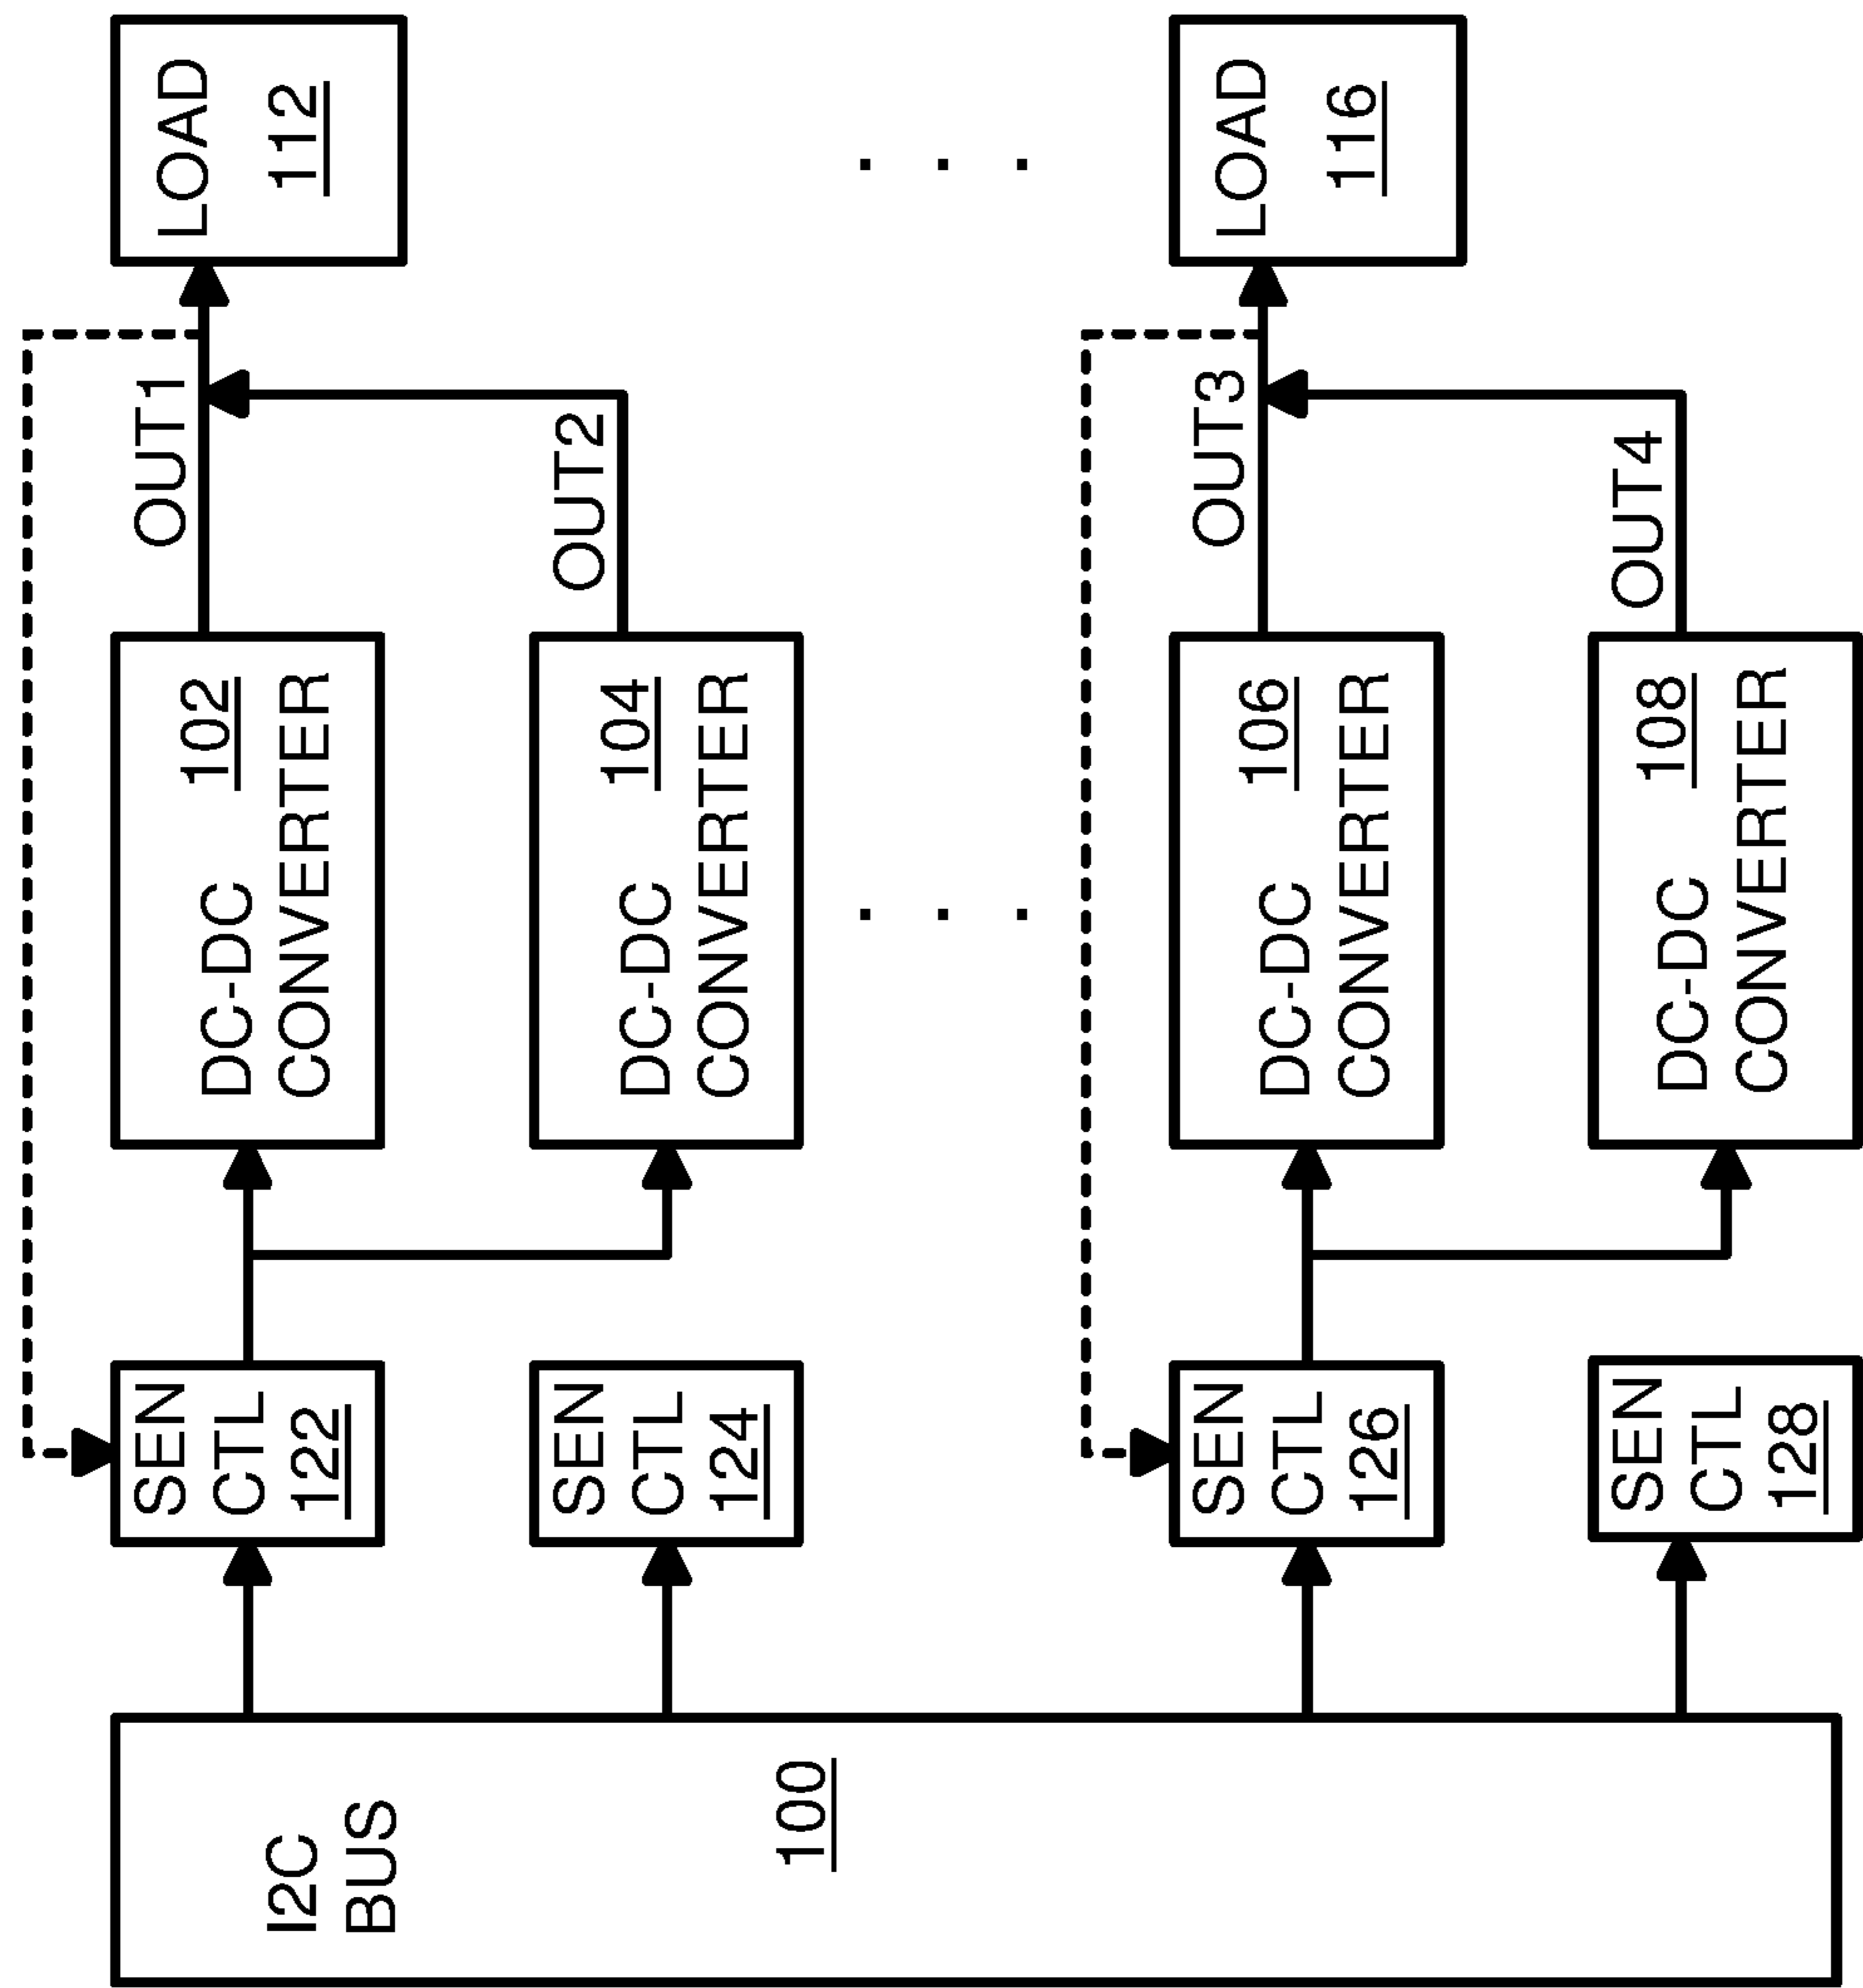 I2C
BUS
100
SEN
CTL
122
SEN
CTL
124
SEN
CTL
126
SEN
CTL
128
102
DC-DC
CONVERTER
104
DC-DC
CONVERTER
106
DC-DC
CONVERTER
108
DC-DC
CONVERTER
OUT1
OUT2
OUT3
OUT4
LOAD
112
LOAD
116
. . .
. . .